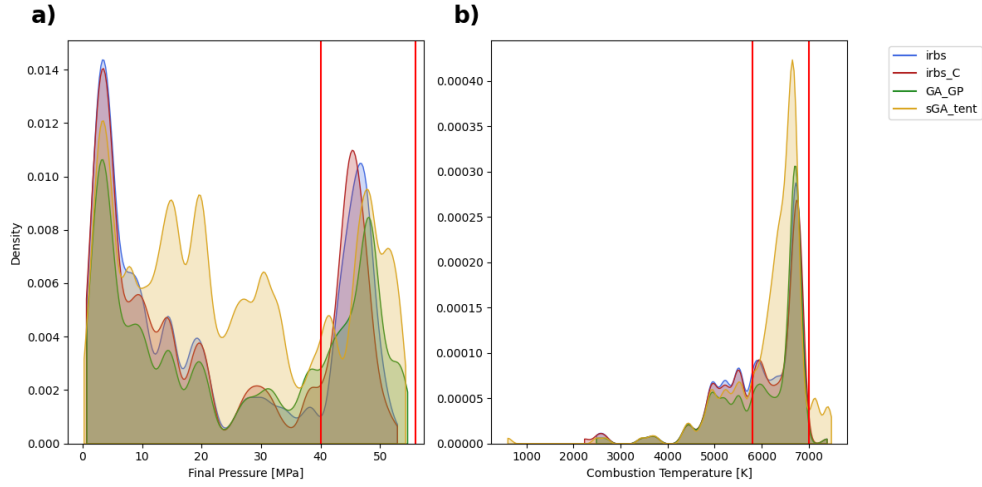 a)
b)
0.014
0.012
0.010
0.008
0.006
0.004
0.002
0.000
Density
0 10 20 30 40 50
Final Pressure [MPa]
0.00040
0.00035
0.00030
0.00025
0.00020
0.00015
0.00010
0.00005
0.00000
1000 2000 3000 4000 5000 6000 7000
Combustion Temperature [K]
irbs
irbs_C
GA_GP
sGA_tent